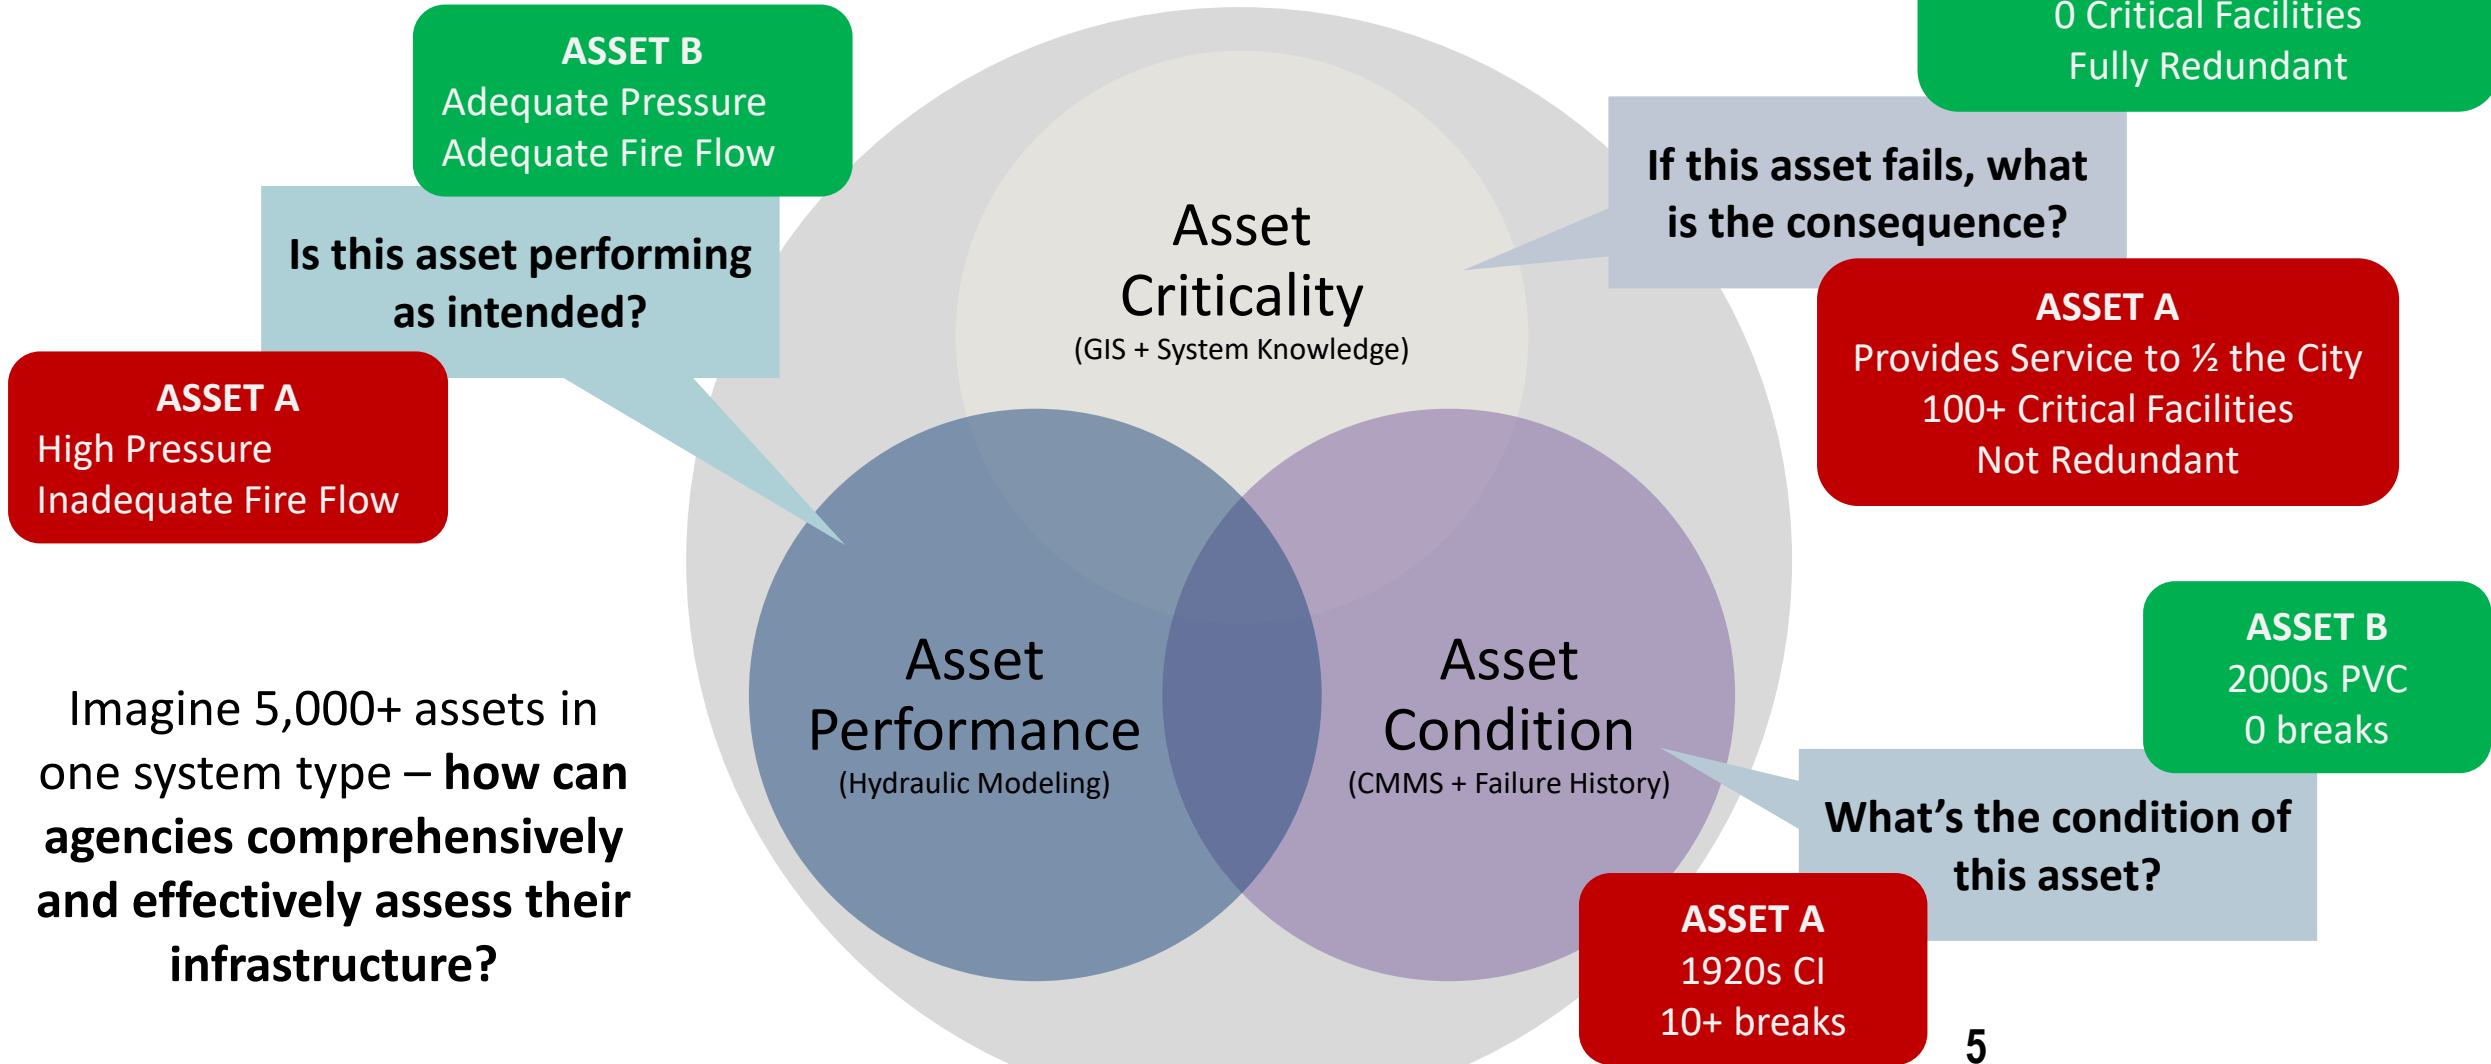 0 Critical Facilities
Fully Redundant
ASSET B
Adequate Pressure
Adequate Fire Flow
If this asset fails, what
is the consequence?
Is this asset performing
as intended?
Asset
Criticality
(GIS + System Knowledge)
ASSET A
Provides Service to ½ the City
100+ Critical Facilities
Not Redundant
ASSET A
High Pressure
Inadequate Fire Flow
ASSET B
2000s PVC
0 breaks
Asset
Performance
(Hydraulic Modeling)
Asset
Condition
(CMMS + Failure History)
Imagine 5,000+ assets in
one system type – how can
agencies comprehensively
and effectively assess their
infrastructure?
What’s the condition of
this asset?
ASSET A
1920s CI
10+ breaks
5